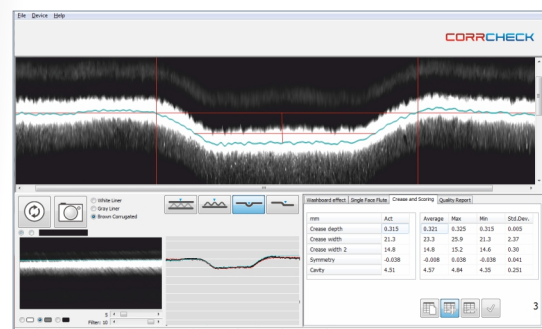 File Device Help
CORRCHECK
White Liner
Gray Liner
Brown Corrugated
Washboard effect Single Face Flute Crease and Scoring Quality Report
mm Act Average Max Min Std.Dev.
Crease depth 0.315 0.321 0.325 0.315 0.005
Crease width 21.3 23.3 25.9 21.3 2.37
Crease width 2 14.8 14.8 15.2 14.6 0.30
Symmetry -0.038 -0.008 0.038 -0.038 0.041
Cavity 4.51 4.57 4.84 4.35 0.251
5
Filter: 10
3